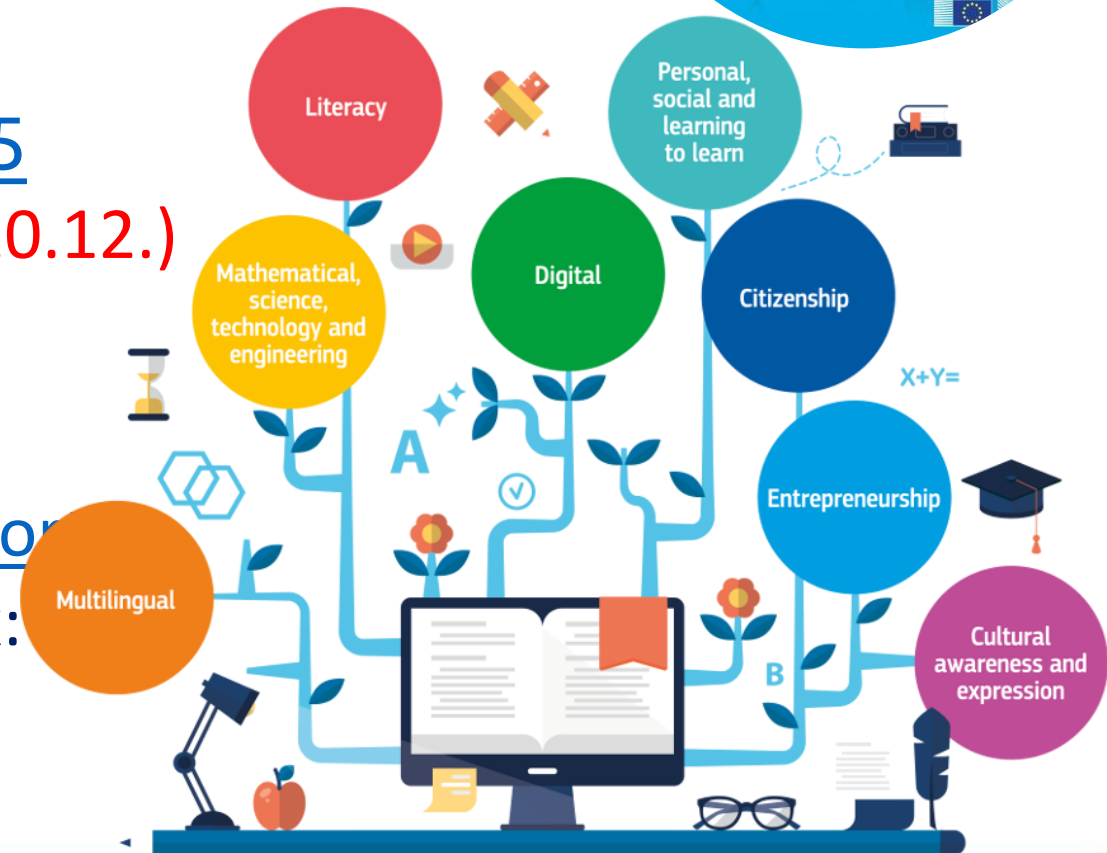 5
0.12.)
Literacy
Personal,
social and
learning
to learn
Mathematical,
science,
technology and
engineering
Digital
Citizenship
X+Y=
A
Entrepreneurship
Multilingual
:
B
Cultural
awareness and
expression